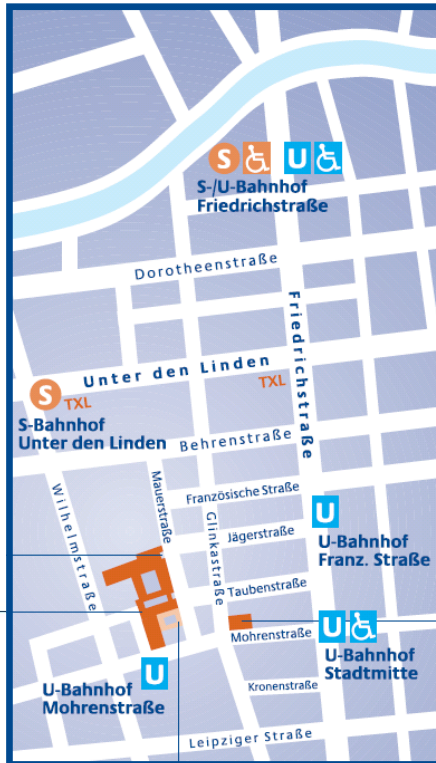 S U
S-/U-Bahnhof
Friedrichstraße
Dorotheenstraße
Friedrichstraße
Unter den Linden
TXL
S
TXL
S-Bahnhof
Unter den Linden
Behrenstraße
Mauerstraße
Wilhelmstraße
Französische Straße
Glinkastraße
Jägerstraße
U
U-Bahnhof
Franz. Straße
Taubenstraße
Mohrenstraße
U
U-Bahnhof
Stadtmitte
U
U-Bahnhof
Mohrenstraße
Kronenstraße
Leipziger Straße